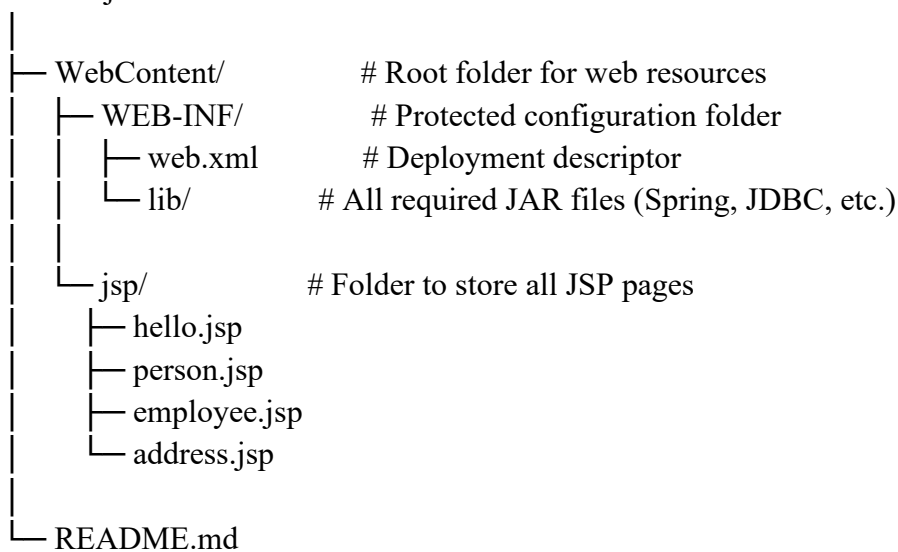 WebContent/ # Root folder for web resources
WEB-INF/ # Protected configuration folder
web.xml # Deployment descriptor
lib/ # All required JAR files (Spring, JDBC, etc.)
jsp/ # Folder to store all JSP pages
hello.jsp
person.jsp
employee.jsp
address.jsp
README.md